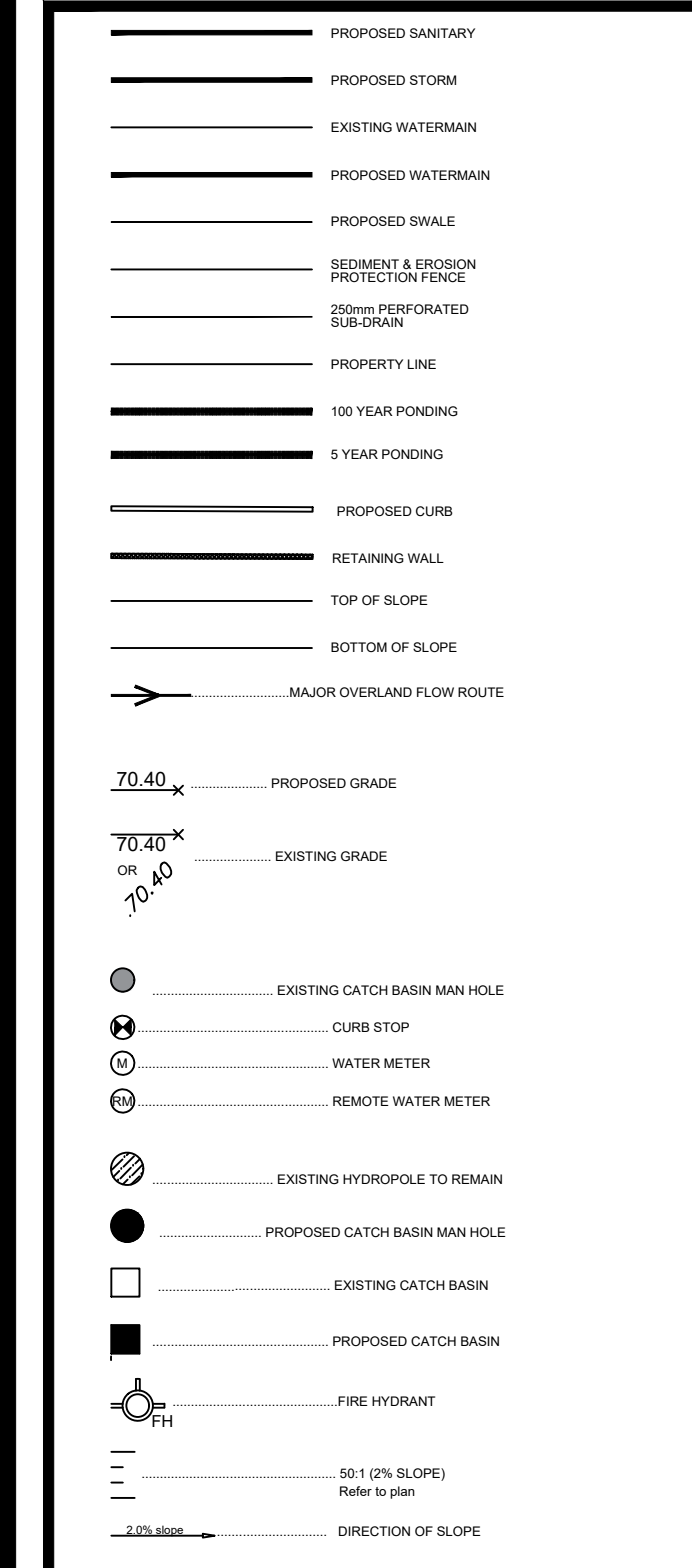 PROPOSED SANITARY
PROPOSED STORM
EXISTING WATERMAIN
PROPOSED WATERMAIN
PROPOSED SWALE
SEDIMENT & EROSION
PROTECTION FENCE
250mm PERFORATED
SUB-DRAIN
PROPERTY LINE
100 YEAR PONDING
5 YEAR PONDING
PROPOSED CURB
RETAINING WALL
TOP OF SLOPE
BOTTOM OF SLOPE
..........................MAJOR OVERLAND FLOW ROUTE
70.40 ..................... PROPOSED GRADE
70.40
OR ..................... EXISTING GRADE
.70.40
................................. EXISTING CATCH BASIN MAN HOLE
.................................................... CURB STOP
M .................................................... WATER METER
RM .................................................... REMOTE WATER METER
................................. EXISTING HYDROPOLE TO REMAIN
............................ PROPOSED CATCH BASIN MAN HOLE
............................................... EXISTING CATCH BASIN
................................................ PROPOSED CATCH BASIN
.............................................FIRE HYDRANT
FH
..................................................... 50:1 (2% SLOPE)
Refer to plan
2.0% slope .............................. DIRECTION OF SLOPE